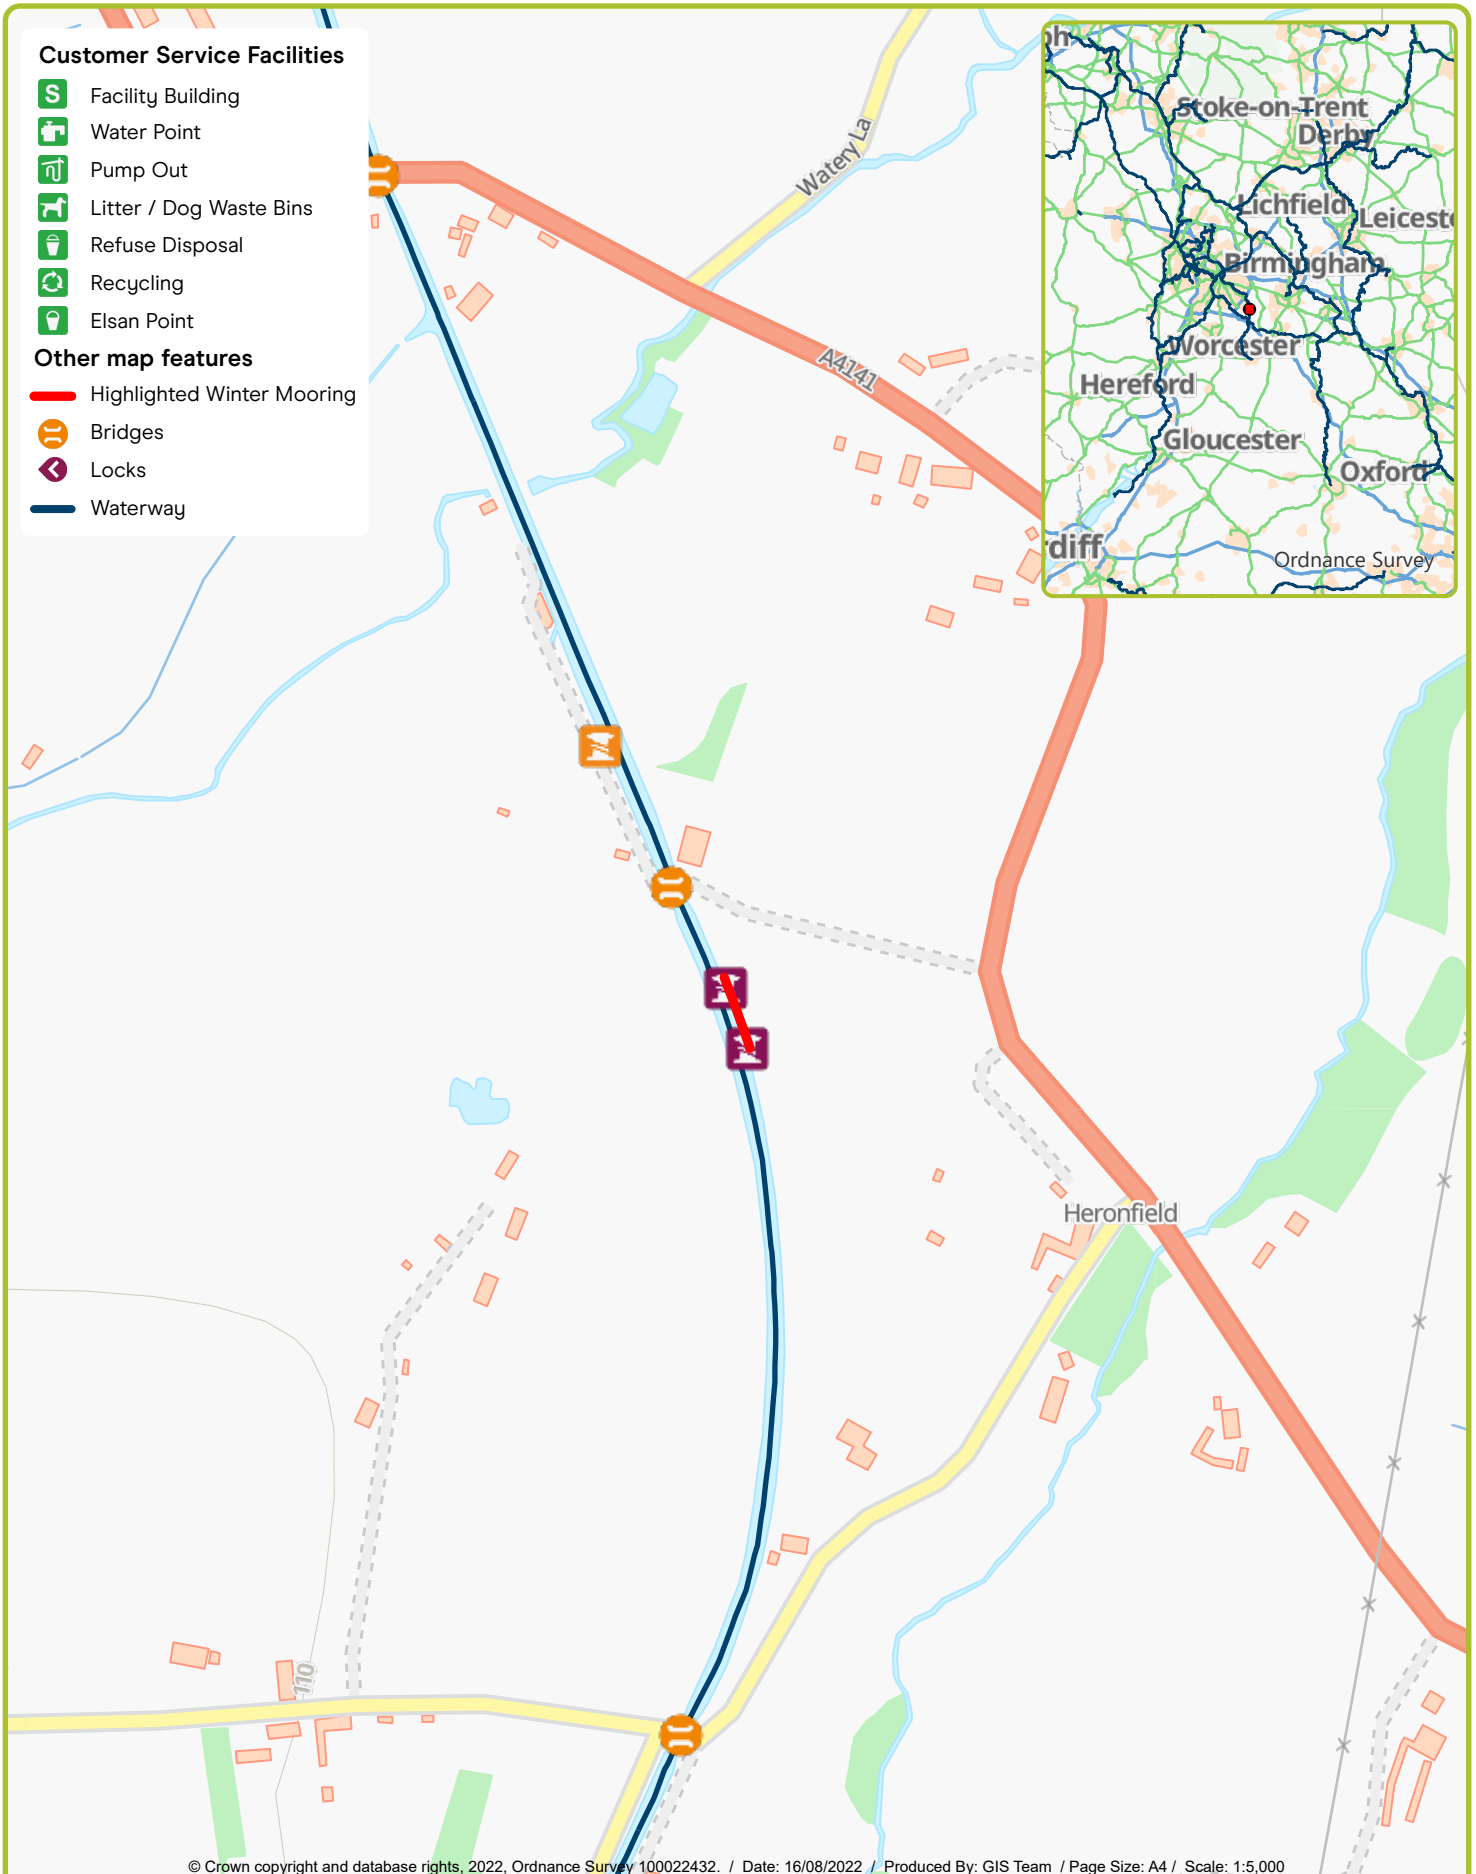 Customer Service Facilities
S
Facility Building
Water Point
Pump Out
Litter / Dog Waste Bins
Refuse Disposal
Recycling
Elsan Point
Other map features
Highlighted Winter Mooring
Bridges
Locks
Waterway
Watery La
A4141
Heronfield
110
ph
Stoke-on-Trent
Derby
Lichfield
Leiceste
Birmingham
Worcester
Hereford
Gloucester
Oxford
rdiff
Ordnance Survey
© Crown copyright and database rights, 2022, Ordnance Survey 100022432. / Date: 16/08/2022 / Produced By: GIS Team / Page Size: A4 / Scale: 1:5,000